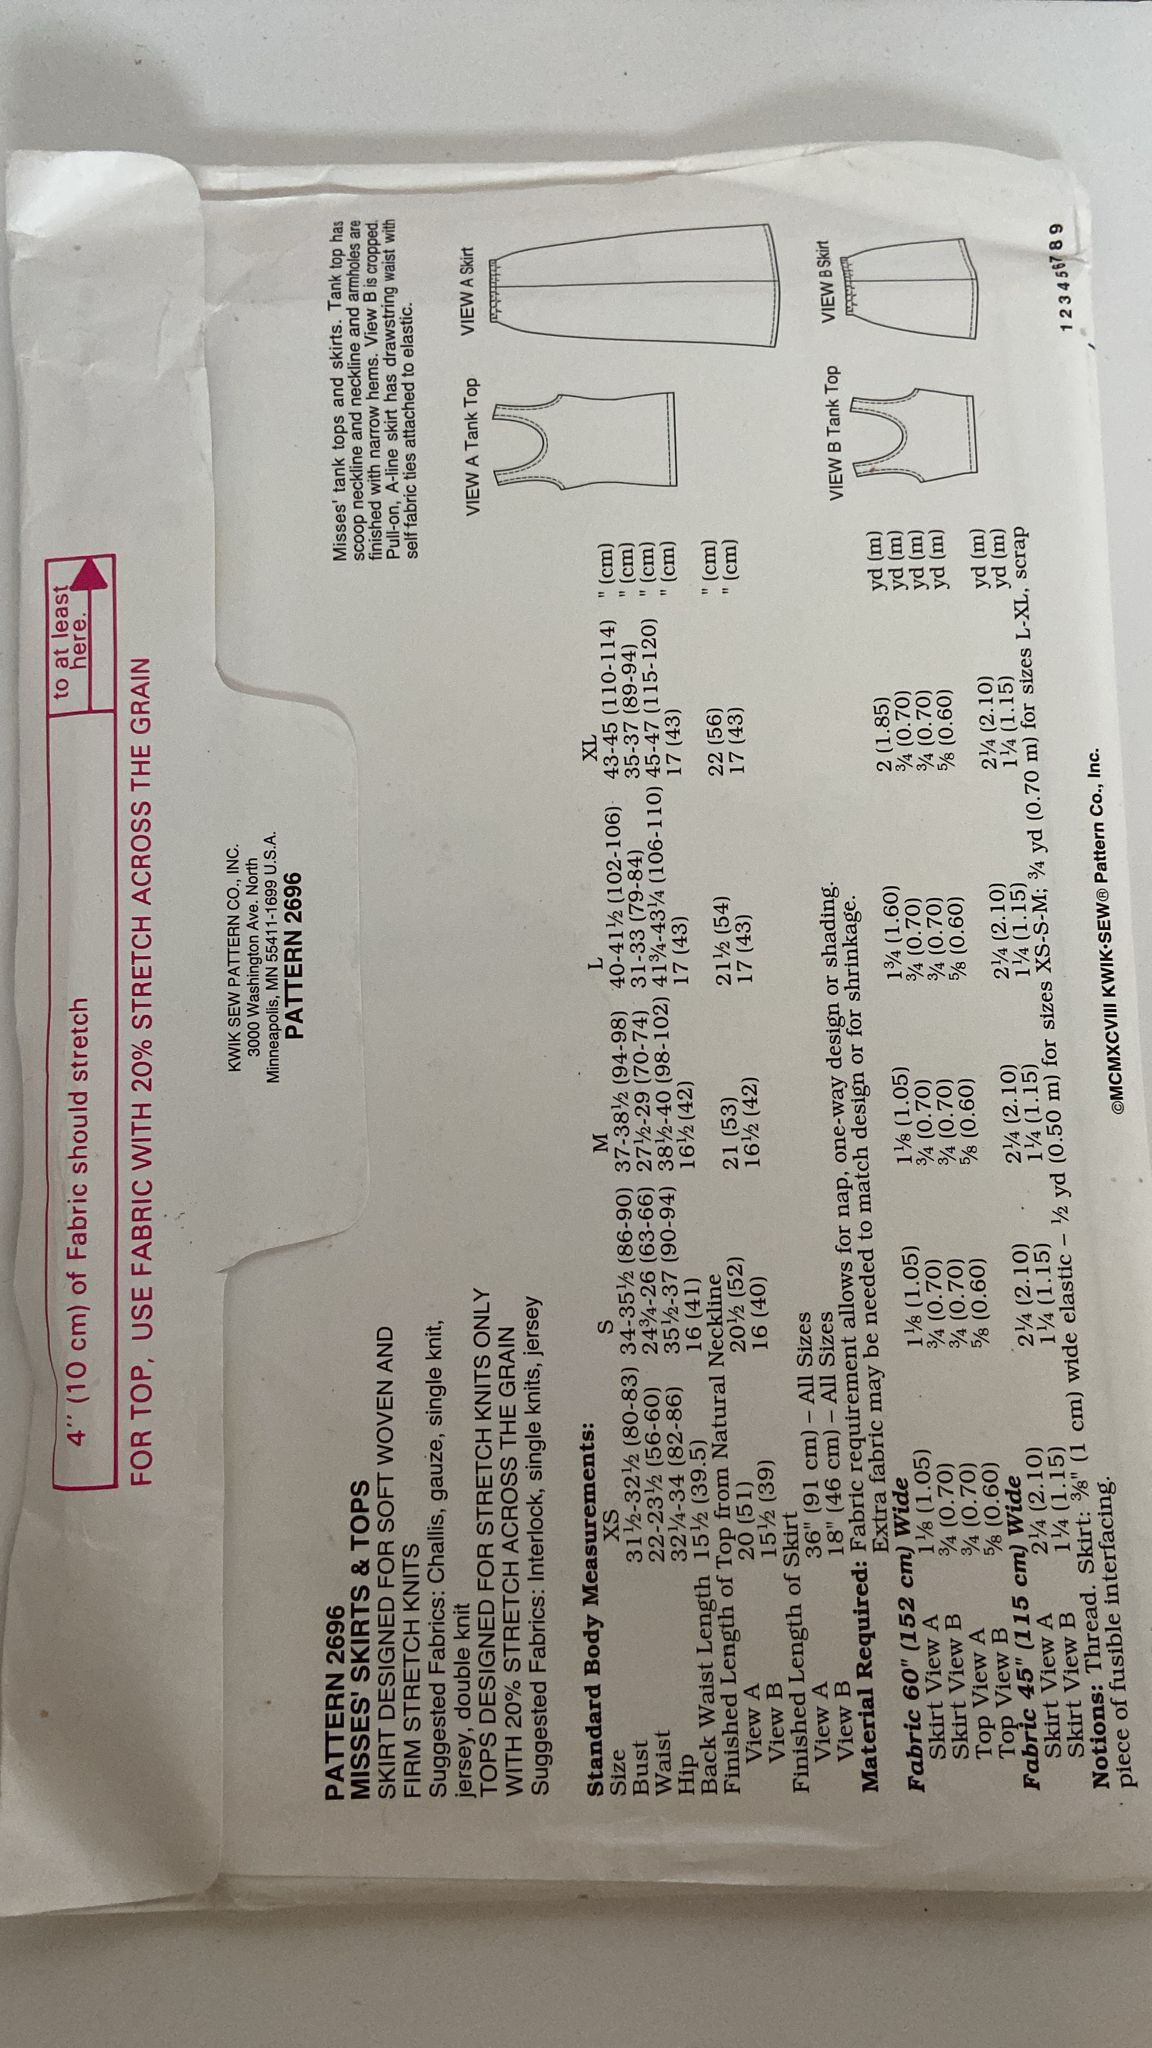 4" (10 cm) of Fabric should stretch
to at least
here.
FOR TOP, USE FABRIC WITH 20% STRETCH ACROSS THE GRAIN
KWIK SEW PATTERN CO., INC.
3000 Washington Ave. North
Minneapolis, MN 55411-1699 U.S.A.
PATTERN 2696
PATTERN 2696
MISSES' SKIRTS & TOPS
SKIRT DESIGNED FOR SOFT WOVEN AND
FIRM STRETCH KNITS
Suggested Fabrics: Challis, gauze, single knit,
jersey, double knit
TOPS DESIGNED FOR STRETCH KNITS ONLY
WITH 20% STRETCH ACROSS THE GRAIN
Suggested Fabrics: Interlock, single knits, jersey
Misses' tank tops and skirts. Tank top has
scoop neckline and neckline and armholes are
finished with narrow hems. View B is cropped.
Pull-on, A-line skirt has drawstring waist with
self fabric ties attached to elastic.
VIEW A Tank Top
VIEW A Skirt
VIEW B Tank Top
VIEW B Skirt
Standard Body Measurements:
Size XS S M L XL
Bust 31½-32½ (80-83) 34-35½ (86-90) 37-38½ (94-98) 40-41½ (102-106) 43-45 (110-114) " (cm)
Waist 22-23½ (56-60) 24¾-26 (63-66) 27½-29 (70-74) 31-33 (79-84) 35-37 (89-94) " (cm)
Hip 32¼-34 (82-86) 35½-37 (90-94) 38½-40 (98-102) 41¾-43¼ (106-110) 45-47 (115-120) " (cm)
Back Waist Length 15½ (39.5) 16 (41) 16½ (42) 17 (43) 17 (43) " (cm)
Finished Length of Top from Natural Neckline
View A 20 (51) 20½ (52) 21 (53) 21½ (54) 22 (56) " (cm)
View B 15½ (39) 16 (40) 16½ (42) 17 (43) 17 (43) " (cm)
Finished Length of Skirt
View A 36" (91 cm) – All Sizes
View B 18" (46 cm) – All Sizes
Material Required: Fabric requirement allows for nap, one-way design or shading.
Extra fabric may be needed to match design or for shrinkage.
Fabric 60" (152 cm) Wide
Skirt View A 1⅛ (1.05) 1⅛ (1.05) 1⅛ (1.05) 1¾ (1.60) 2 (1.85) yd (m)
Skirt View B ¾ (0.70) ¾ (0.70) ¾ (0.70) ¾ (0.70) ¾ (0.70) yd (m)
Top View A ¾ (0.70) ¾ (0.70) ¾ (0.70) ¾ (0.70) ¾ (0.70) yd (m)
Top View B ⅝ (0.60) ⅝ (0.60) ⅝ (0.60) ⅝ (0.60) ⅝ (0.60) yd (m)
Fabric 45" (115 cm) Wide
Skirt View A 2¼ (2.10) 2¼ (2.10) 2¼ (2.10) 2¼ (2.10) 2¼ (2.10) yd (m)
Skirt View B 1¼ (1.15) 1¼ (1.15) 1¼ (1.15) 1¼ (1.15) 1¼ (1.15) yd (m)
Notions: Thread. Skirt: ⅜" (1 cm) wide elastic – ½ yd (0.50 m) for sizes XS-S-M; ¾ yd (0.70 m) for sizes L-XL, scrap
piece of fusible interfacing.
©MCMXCVIII KWIK•SEW® Pattern Co., Inc.
1 2 3 4 5 6 7 8 9